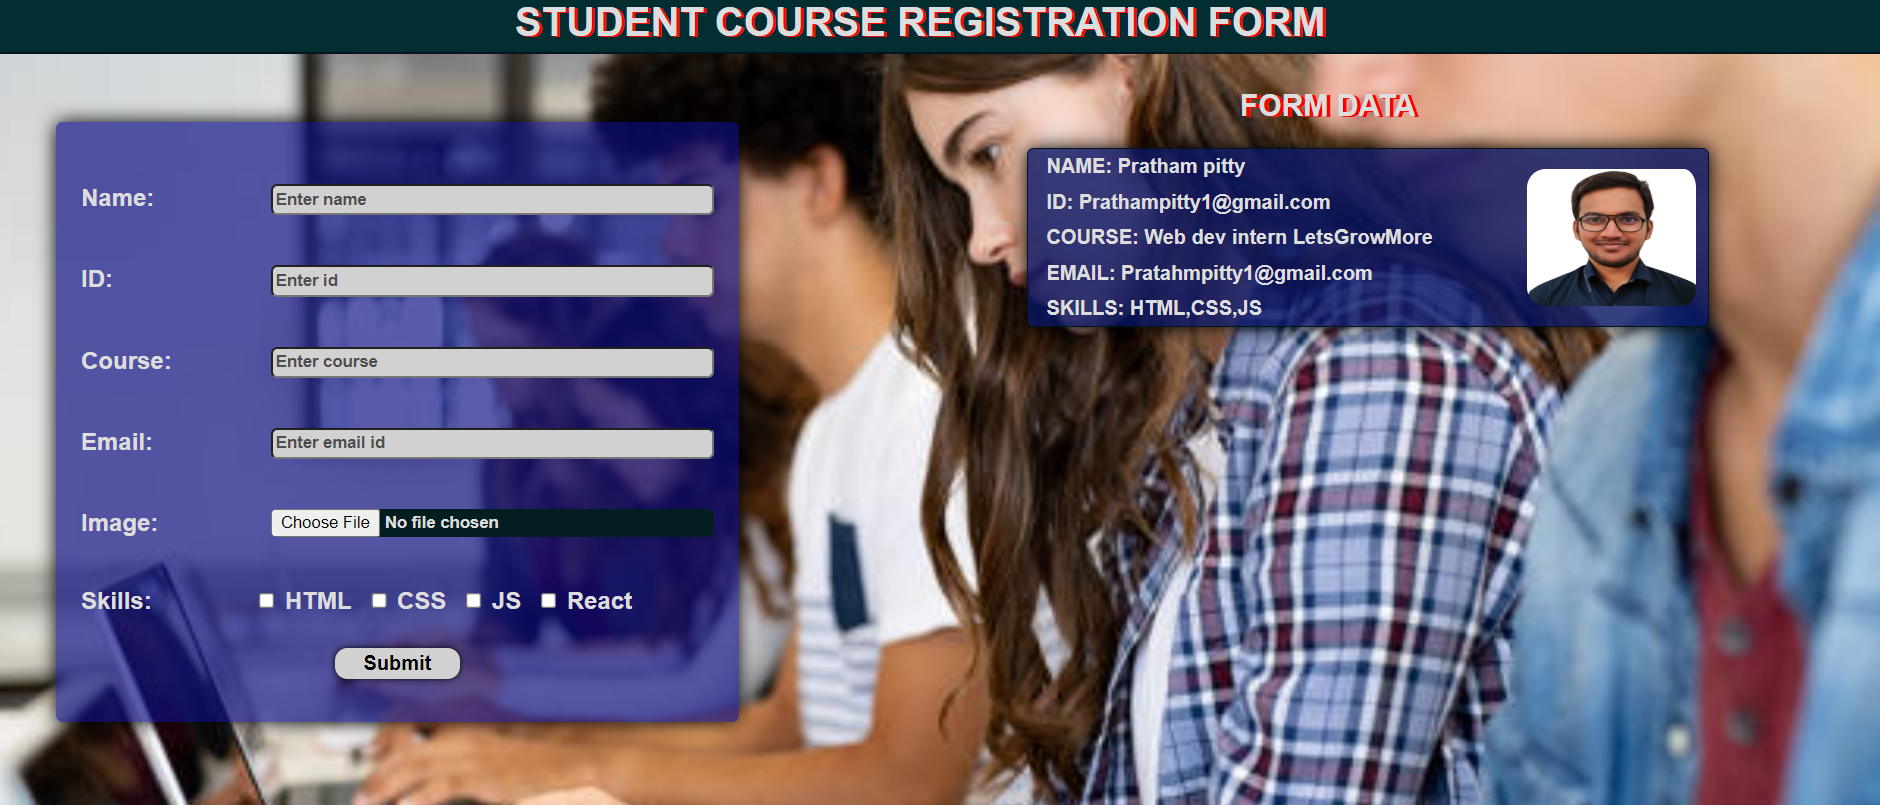 STUDENT COURSE REGISTRATION FORM
Name: Enter name
ID: Enter id
Course: Enter course
Email: Enter email id
Image: Choose File No file chosen
Skills: HTML CSS JS React
Submit
FORM DATA
NAME: Pratham pitty
ID: Prathampitty1@gmail.com
COURSE: Web dev intern LetsGrowMore
EMAIL: Pratahmpitty1@gmail.com
SKILLS: HTML,CSS,JS